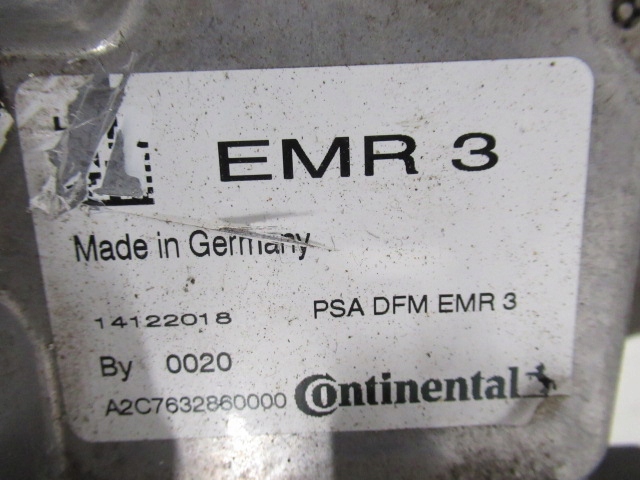 EMR 3
Made in Germany
14122018 PSA DFM EMR 3
By 0020
A2C7632860000 Continental